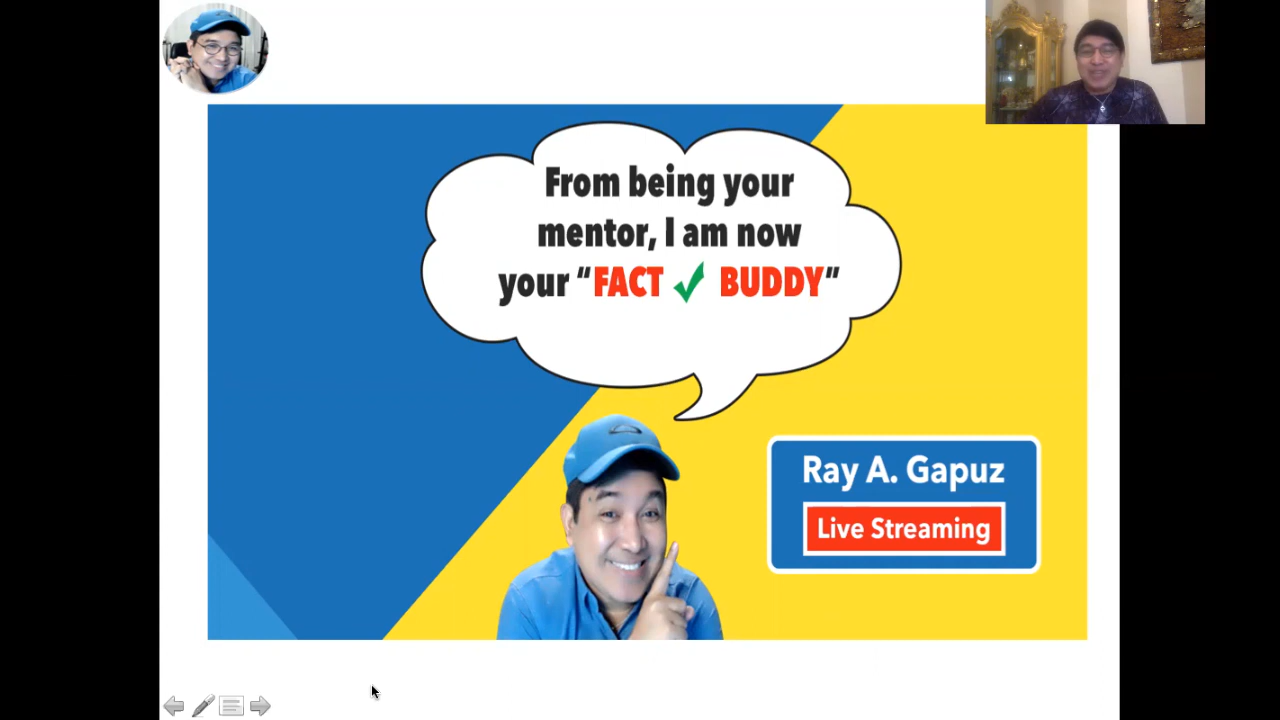 From being your
mentor, I am now
your “FACT ✓ BUDDY”
Ray A. Gapuz
Live Streaming